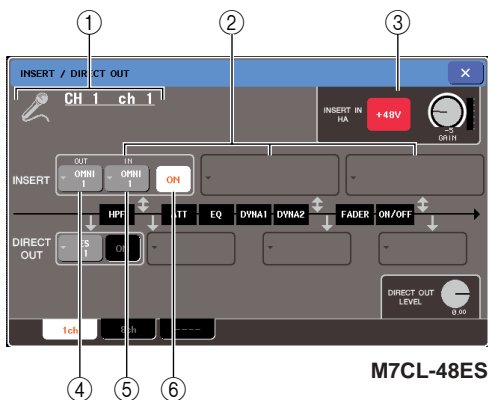 ① ② ③
INSERT / DIRECT OUT
×
CH 1 ch 1
INSERT IN
HA
+48V
-5
GAIN
INSERT
OUT
OMNI
1
IN
OMNI
1
ON
HPF ATT EQ DYNA1 DYNA2 FADER ON/OFF
DIRECT
OUT
ES
1
ON
DIRECT OUT
LEVEL
0.00
1ch 8ch ----
M7CL-48ES
④ ⑤ ⑥